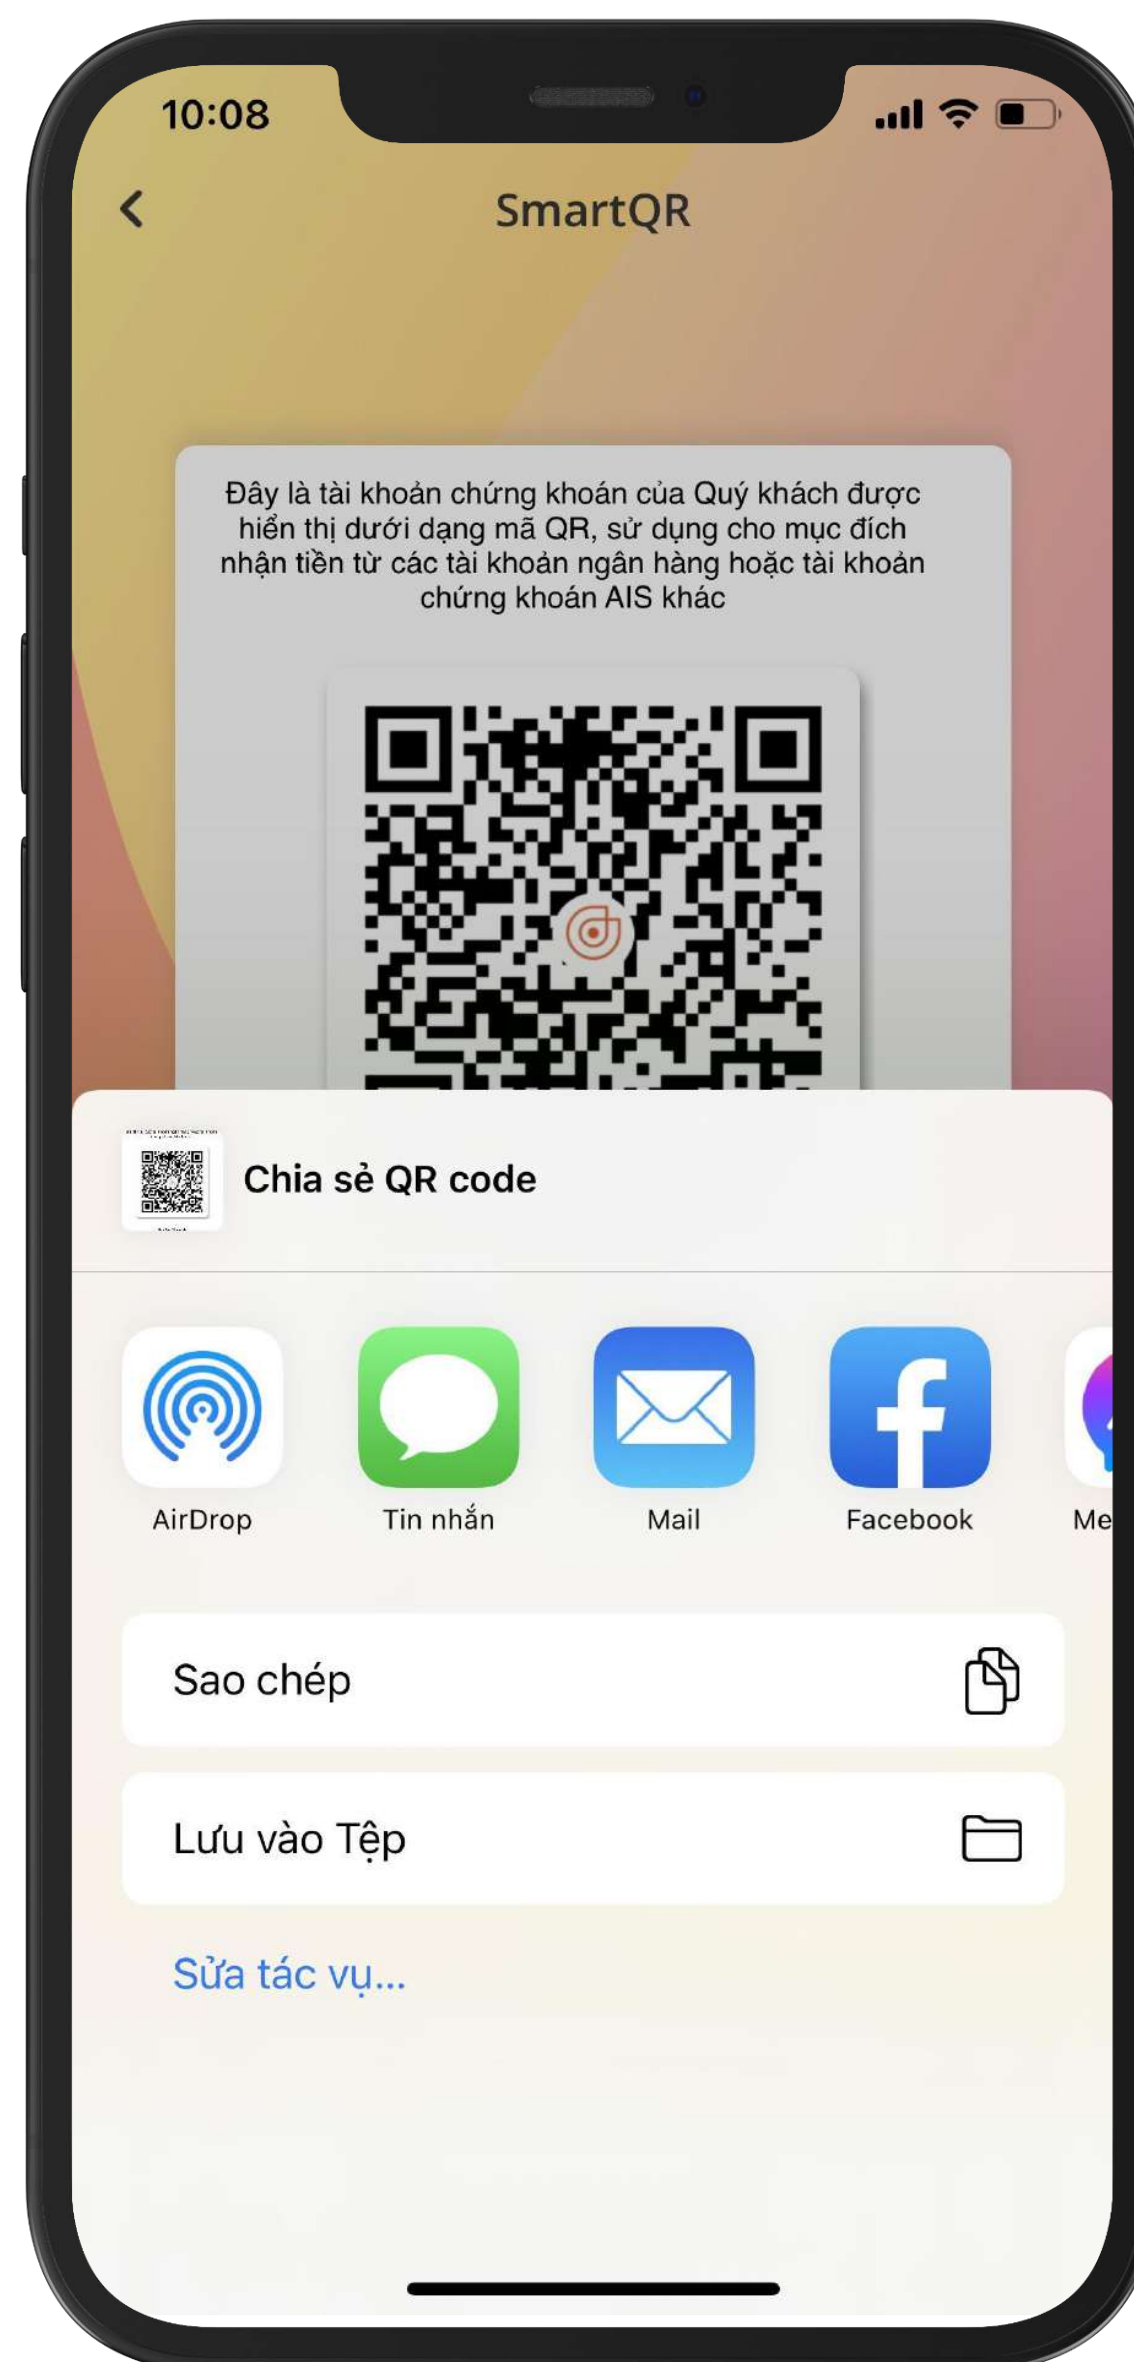 10:08
SmartQR
Đây là tài khoản chứng khoán của Quý khách được
hiển thị dưới dạng mã QR, sử dụng cho mục đích
nhận tiền từ các tài khoản ngân hàng hoặc tài khoản
chứng khoán AIS khác
Chia sẻ QR code
AirDrop
Tin nhắn
Mail
Facebook
Me
Sao chép
Lưu vào Tệp
Sửa tác vụ...